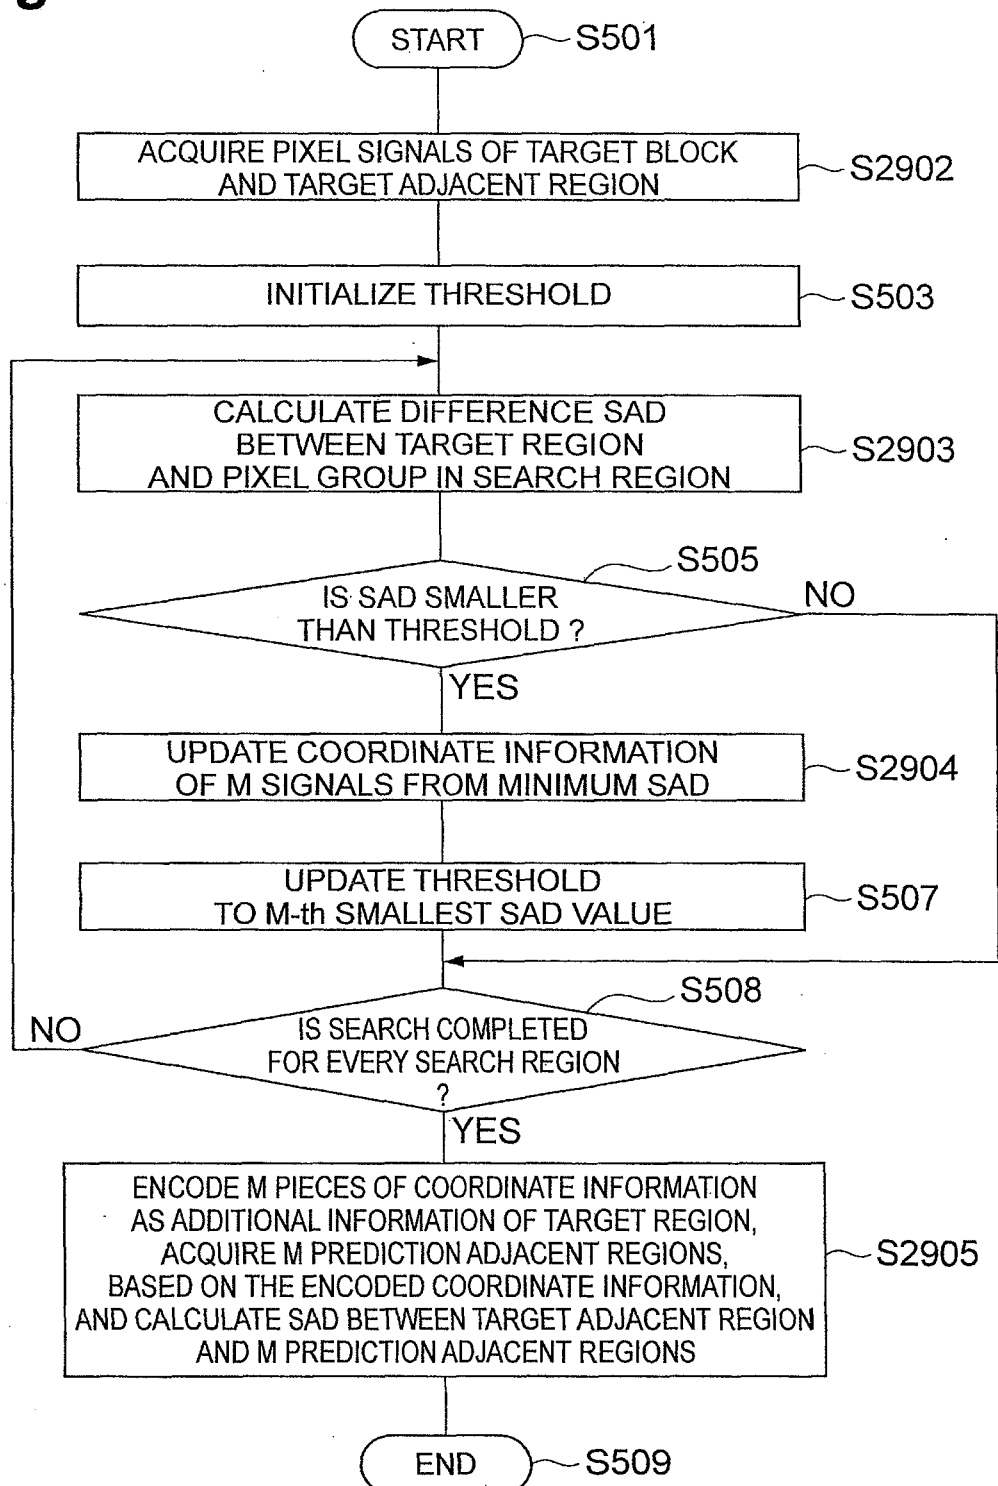 START
S501
ACQUIRE PIXEL SIGNALS OF TARGET BLOCK
AND TARGET ADJACENT REGION
S2902
INITIALIZE THRESHOLD
S503
CALCULATE DIFFERENCE SAD
BETWEEN TARGET REGION
AND PIXEL GROUP IN SEARCH REGION
S2903
S505
IS SAD SMALLER
THAN THRESHOLD ?
NO
YES
UPDATE COORDINATE INFORMATION
OF M SIGNALS FROM MINIMUM SAD
S2904
UPDATE THRESHOLD
TO M-th SMALLEST SAD VALUE
S507
S508
NO
IS SEARCH COMPLETED
FOR EVERY SEARCH REGION
?
YES
ENCODE M PIECES OF COORDINATE INFORMATION
AS ADDITIONAL INFORMATION OF TARGET REGION,
ACQUIRE M PREDICTION ADJACENT REGIONS,
BASED ON THE ENCODED COORDINATE INFORMATION,
AND CALCULATE SAD BETWEEN TARGET ADJACENT REGION
AND M PREDICTION ADJACENT REGIONS
S2905
END
S509